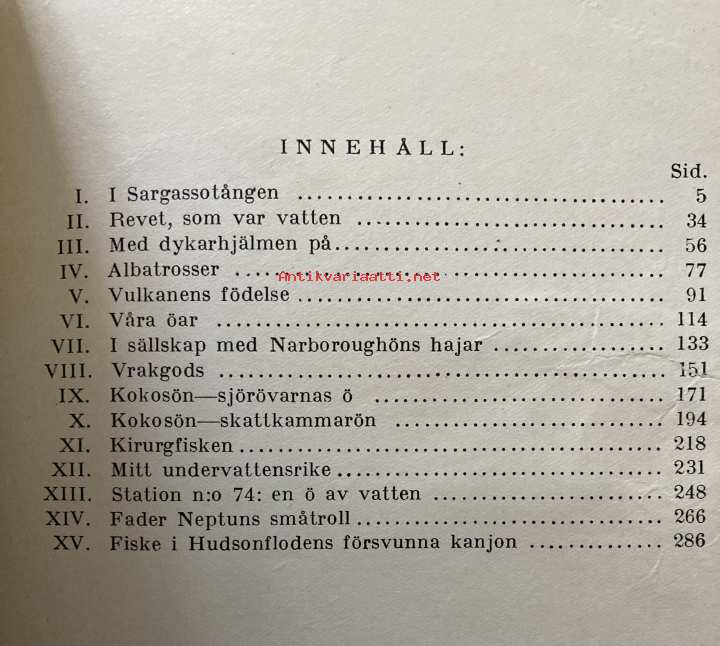 INNEHÅLL:
Sid.
I. I Sargassotången ........ 5
II. Revet, som var vatten ........ 34
III. Med dykarhjälmen på........ 56
IV. Albatrosser ........ 77
Antikvariaatti.net
V. Vulkanens födelse ........ 91
VI. Våra öar ........ 114
VII. I sällskap med Narboroughöns hajar ........ 133
VIII. Vrakgods ........ 151
IX. Kokosön—sjörövarnas ö ........ 171
X. Kokosön—skattkammarön ........ 194
XI. Kirurgfisken ........ 218
XII. Mitt undervattensrike ........ 231
XIII. Station n:o 74: en ö av vatten ........ 248
XIV. Fader Neptuns småtroll ........ 266
XV. Fiske i Hudsonflodens försvunna kanjon ........ 286